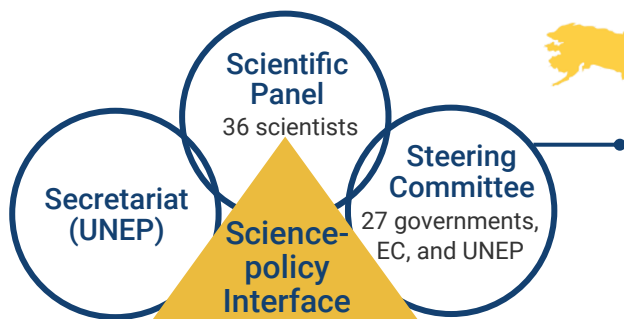 Scientific
Panel
36 scientists
Secretariat
(UNEP)
Steering
Committee
27 governments,
EC, and UNEP
Science-
policy
Interface